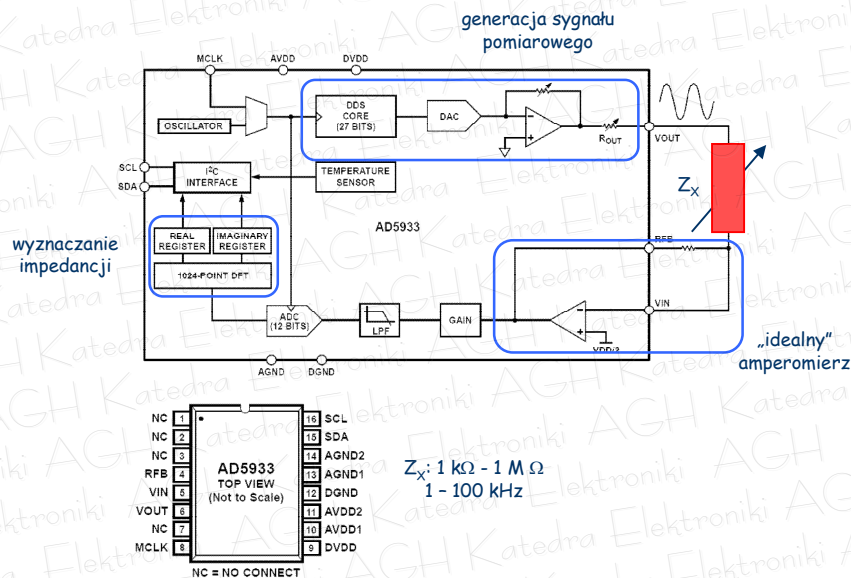 generacja sygnału
pomiarowego
MCLK
AVDD
DVDD
DDS
CORE
(27 BITS)
DAC
OSCILLATOR
ROUT
VOUT
SCL
SDA
I²C
INTERFACE
TEMPERATURE
SENSOR
ZX
AD5933
RFB
wyznaczanie
impedancji
REAL
REGISTER
IMAGINARY
REGISTER
1024-POINT DFT
VIN
ADC
(12 BITS)
LPF
GAIN
VDD/2
„idealny”
amperomierz
AGND
DGND
NC 1
NC 2
NC 3
RFB 4
VIN 5
VOUT 6
NC 7
MCLK 8
AD5933
TOP VIEW
(Not to Scale)
16 SCL
15 SDA
14 AGND2
13 AGND1
12 DGND
11 AVDD2
10 AVDD1
9 DVDD
NC = NO CONNECT
ZX: 1 kΩ - 1 M Ω
1 – 100 kHz
AGH Katedra Elektroniki